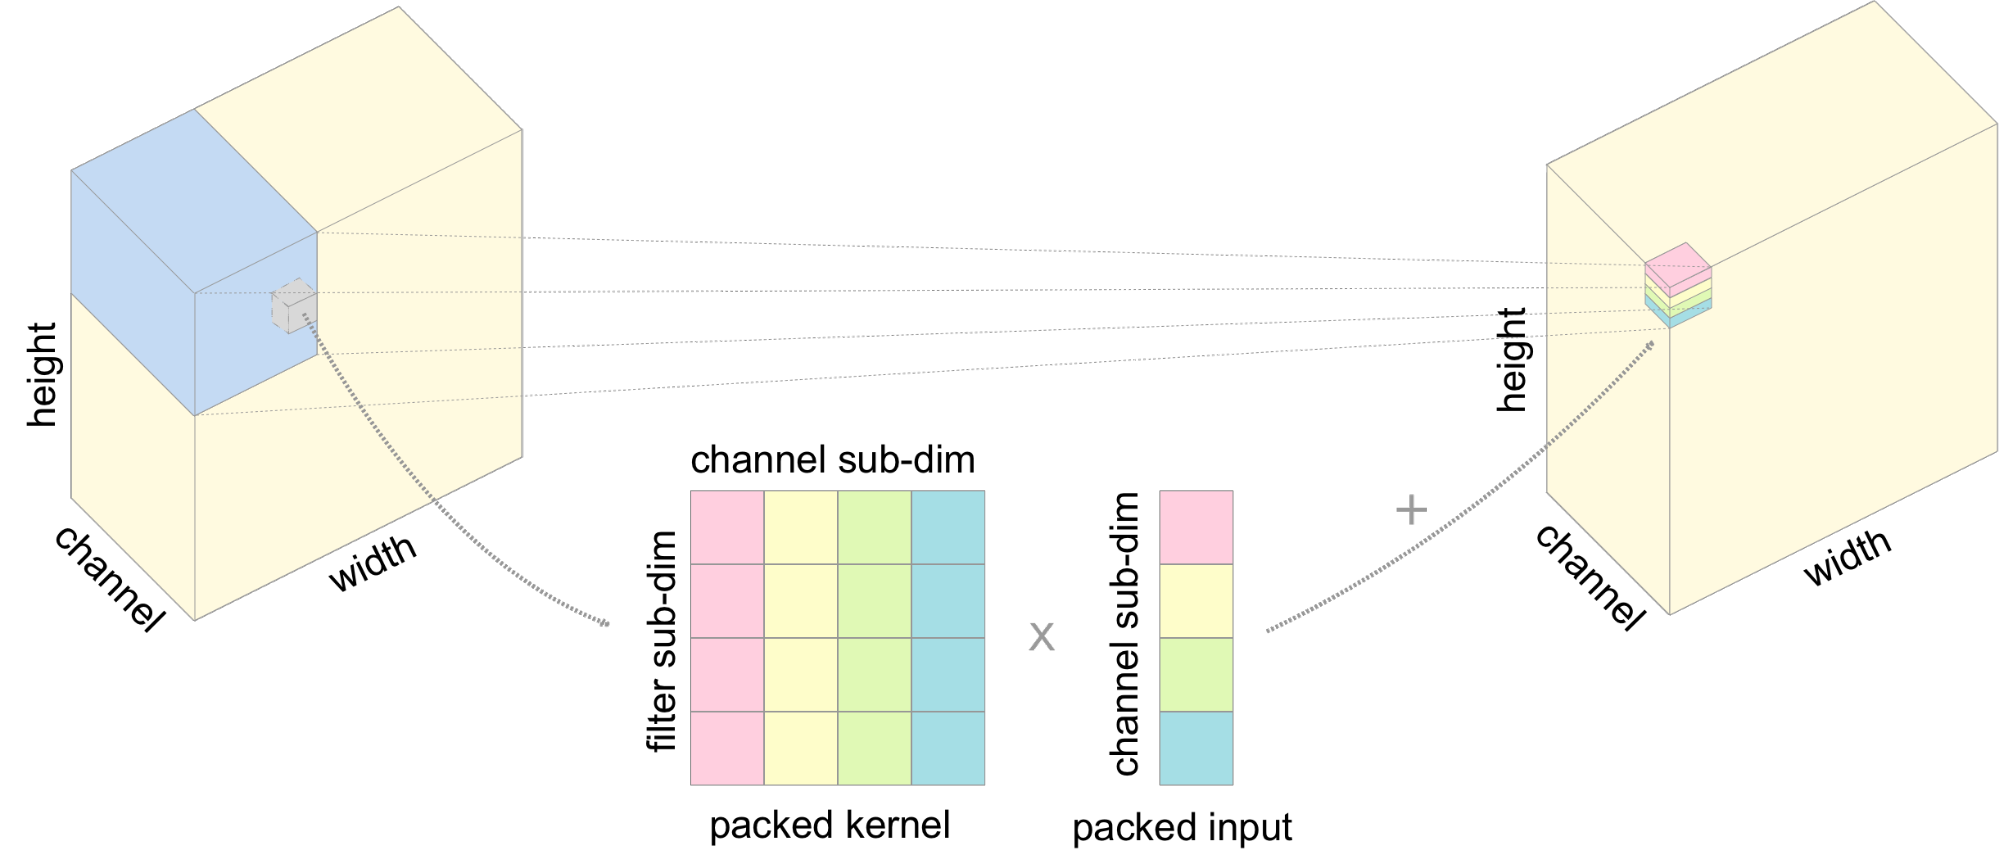 height
channel
width
channel sub-dim
filter sub-dim
packed kernel
x
channel sub-dim
packed input
+
height
channel
width